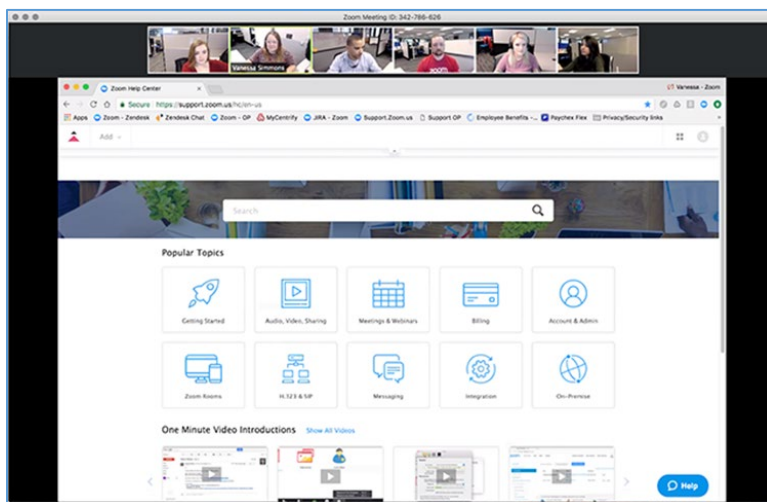 Zoom Meeting ID: 342-786-626
Vanessa Simmons
Zoom Help Center
Vanessa - Zoom
Secure https://support.zoom.us/hc/en-us
Apps Zoom - Zendesk Zendesk Chat Zoom - OP MyCentrify JIRA - Zoom Support.Zoom.us Support OP Employee Benefits -... Paychex Flex Privacy/Security links
Add
Search
Popular Topics
Getting Started Audio, Video, Sharing Meetings & Webinars Billing Account & Admin
Zoom Rooms H.323 & SIP Messaging Integration On-Premise
One Minute Video Introductions Show All Videos
Help